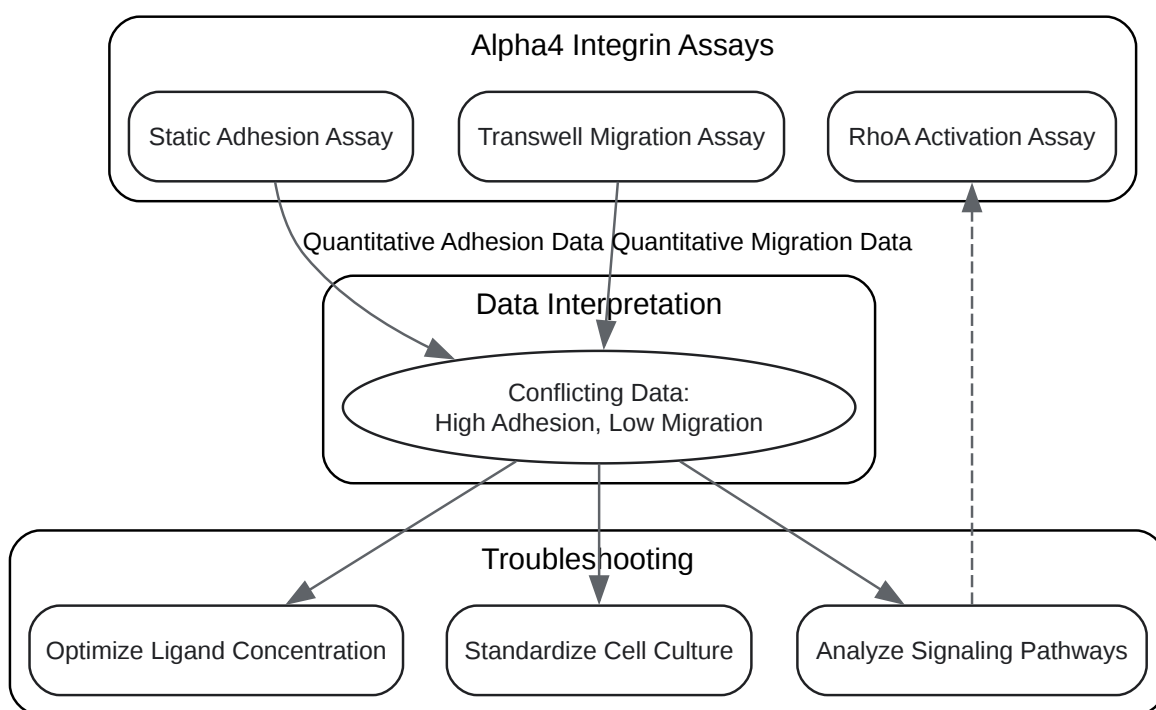 Alpha4 Integrin Assays
Static Adhesion Assay
Transwell Migration Assay
RhoA Activation Assay
Quantitative Adhesion Data
Quantitative Migration Data
Data Interpretation
Conflicting Data:
High Adhesion, Low Migration
Troubleshooting
Optimize Ligand Concentration
Standardize Cell Culture
Analyze Signaling Pathways